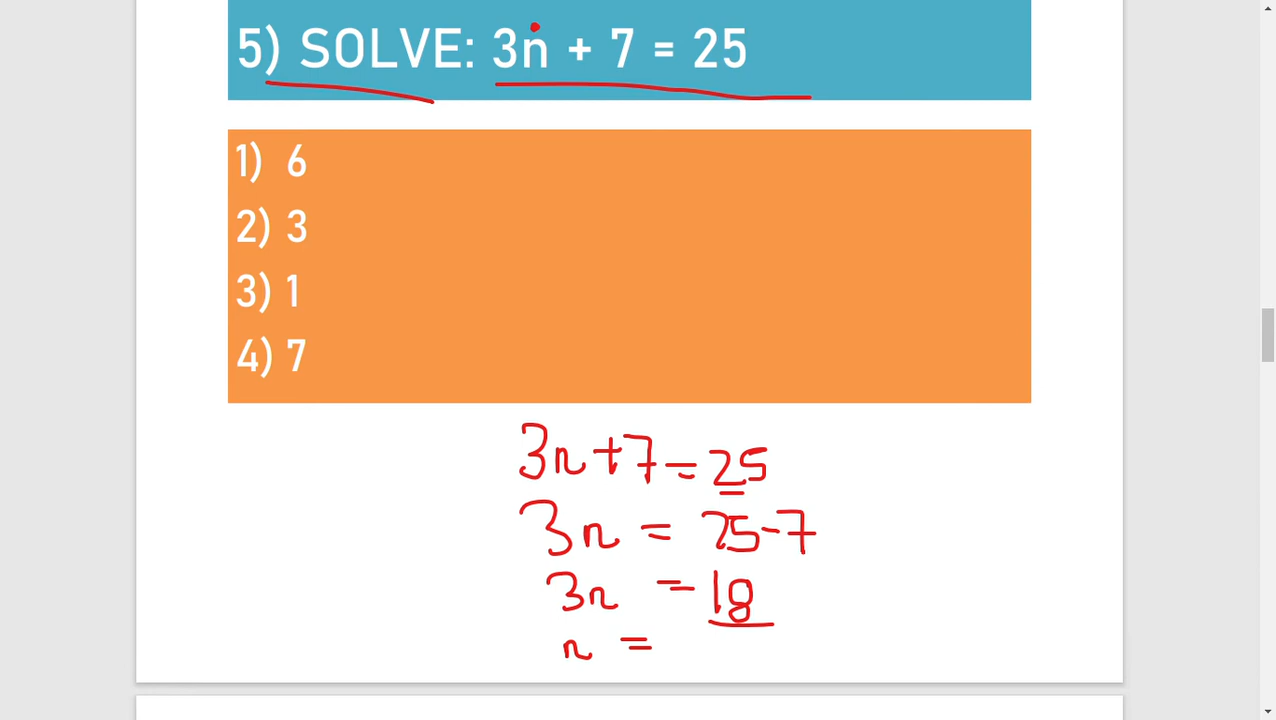 5) SOLVE: 3n + 7 = 25
1) 6
2) 3
3) 1
4) 7
3n+7=25
3n = 25-7
3n = 18
n =